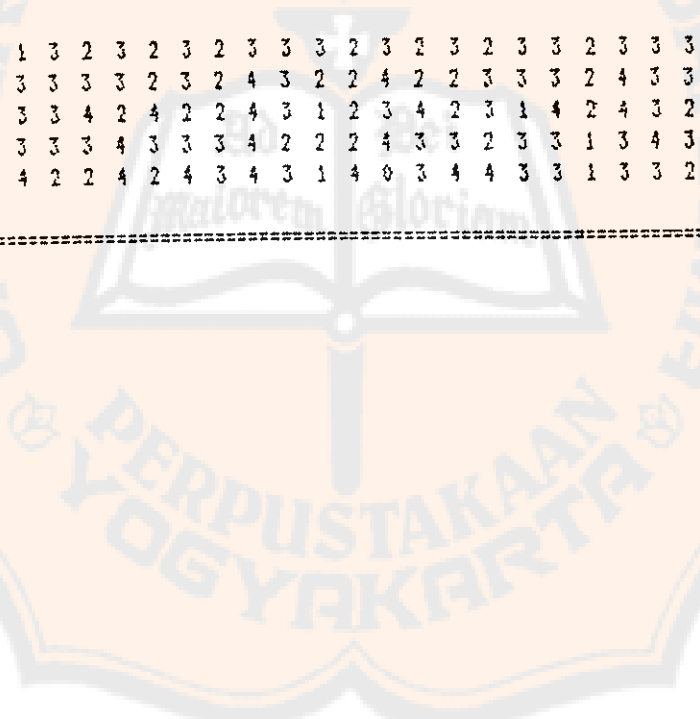 1 3 2 3 2 3 2 3 3 3 2 3 2 3 2 3 3 2 3 3 3
3 3 3 3 2 3 2 4 3 2 2 4 2 2 3 3 3 2 4 3 3
3 3 4 2 4 2 2 4 3 1 2 3 4 2 3 1 4 2 4 3 2
3 3 3 4 3 3 3 4 2 2 2 4 3 3 2 3 3 1 3 4 3
4 2 2 4 2 4 3 4 3 1 4 0 3 4 4 3 3 1 3 3 2
Ad Dei
Maiorem Gloriam
PERPUSTAKAAN
YOGYAKARTA